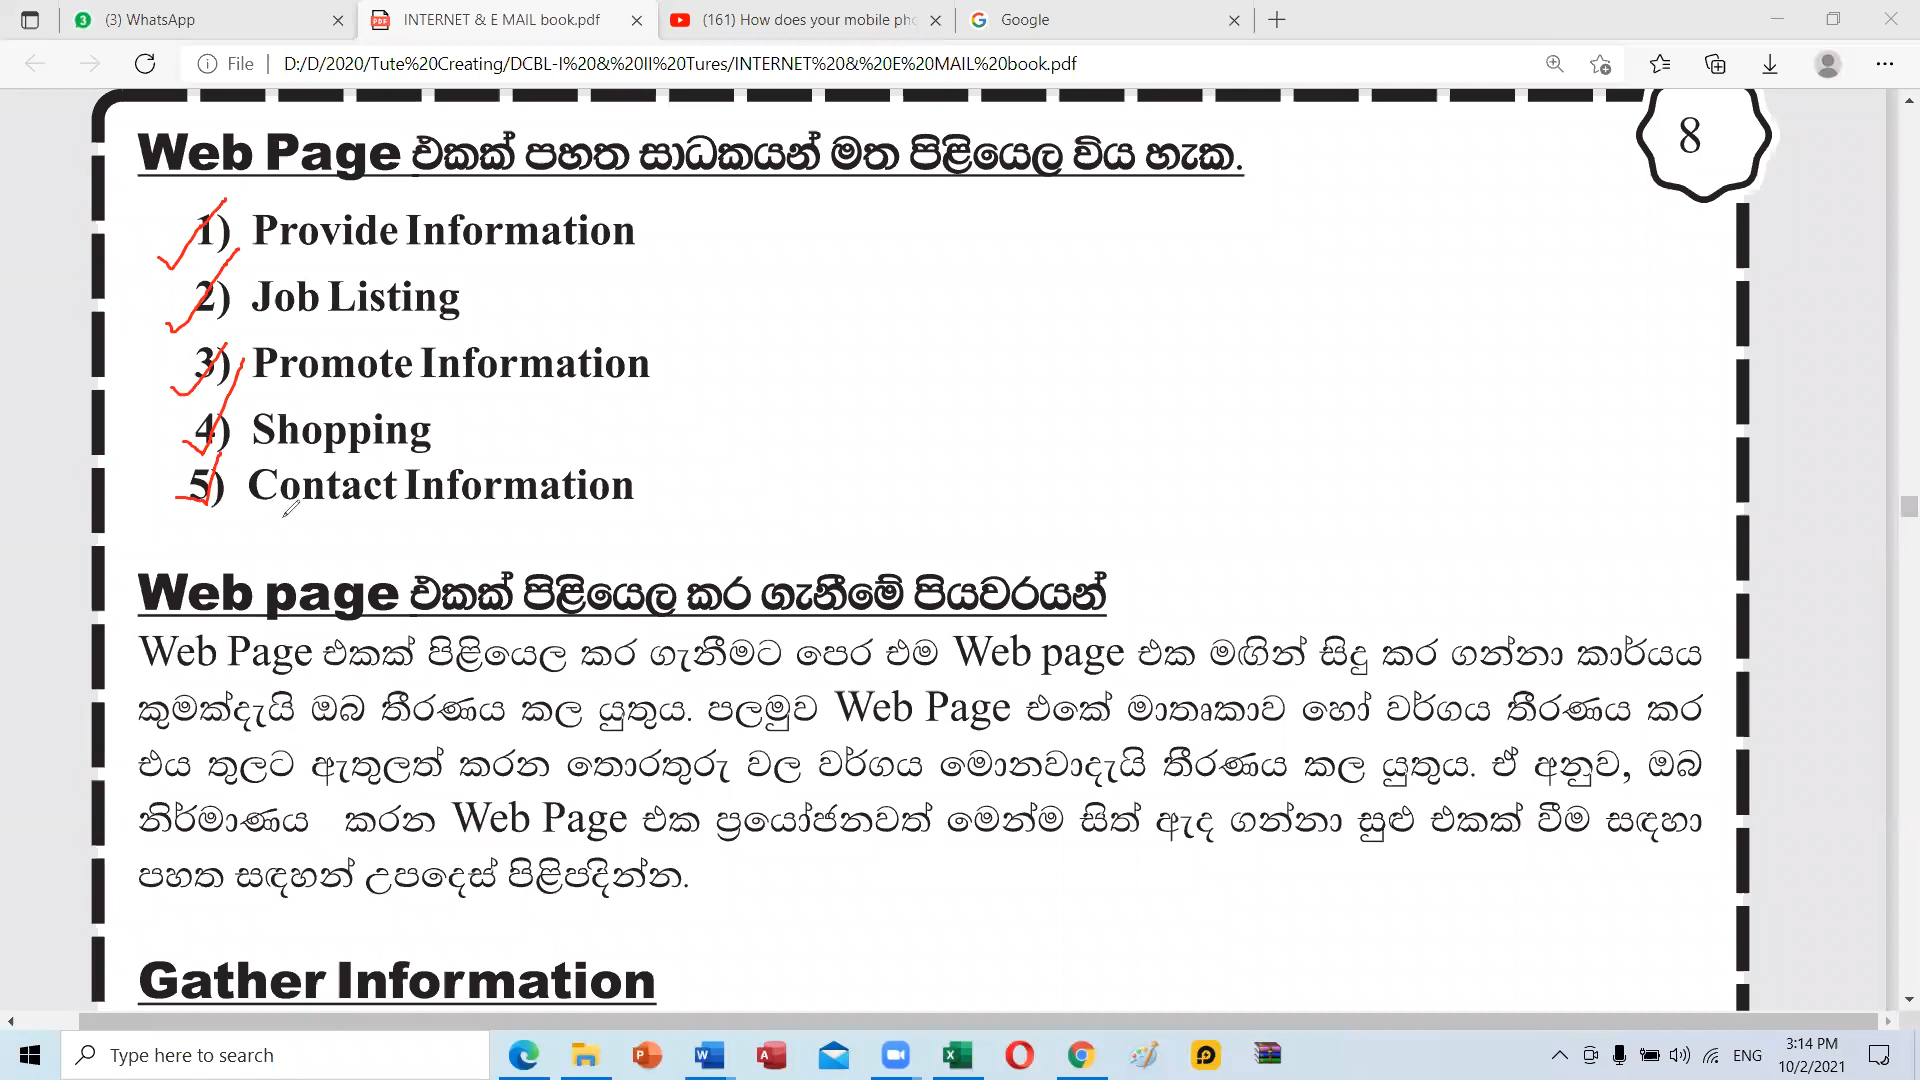 (3) WhatsApp
INTERNET & E MAIL book.pdf
(161) How does your mobile pho
Google
File
D:/D/2020/Tute%20Creating/DCBL-I%20&%20II%20Tures/INTERNET%20&%20E%20MAIL%20book.pdf
8
Web Page එකක් පහත සාධකයන් මත පිළියෙල විය හැක.
1) Provide Information
2) Job Listing
3) Promote Information
4) Shopping
5) Contact Information
Web page එකක් පිළියෙල කර ගැනීමේ පියවරයන්
Web Page එකක් පිළියෙල කර ගැනීමට පෙර එම Web page එක මඟින් සිදු කර ගන්නා කාර්යය
කුමක්දැයි ඔබ තීරණය කල යුතුය. පලමුව Web Page එකේ මාතෘකාව හෝ වර්ගය තීරණය කර
එය තුලට ඇතුලත් කරන තොරතුරු වල වර්ගය මොනවාදැයි තීරණය කල යුතුය. ඒ අනුව, ඔබ
නිර්මාණය කරන Web Page එක ප්‍රයෝජනවත් මෙන්ම සිත් ඇද ගන්නා සුළු එකක් වීම සඳහා
පහත සඳහන් උපදෙස් පිළිපදින්න.
Gather Information
Type here to search
ENG
3:14 PM
10/2/2021